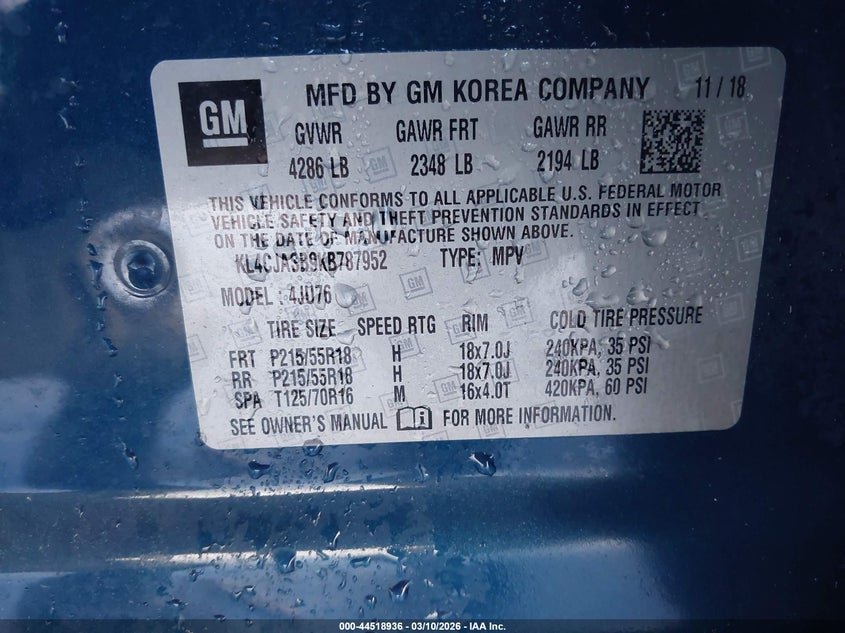 GM
MFD BY GM KOREA COMPANY 11 / 18
GVWR GAWR FRT GAWR RR
4286 LB 2348 LB 2194 LB
THIS VEHICLE CONFORMS TO ALL APPLICABLE U.S. FEDERAL MOTOR
VEHICLE SAFETY AND THEFT PREVENTION STANDARDS IN EFFECT
ON THE DATE OF MANUFACTURE SHOWN ABOVE.
KL4CJASB9KB787952 TYPE: MPV
MODEL : 4JU76
TIRE SIZE SPEED RTG RIM COLD TIRE PRESSURE
FRT P215/55R18 H 18x7.0J 240KPA, 35 PSI
RR P215/55R18 H 18x7.0J 240KPA, 35 PSI
SPA T125/70R16 M 16x4.0T 420KPA, 60 PSI
SEE OWNER'S MANUAL FOR MORE INFORMATION.
000-44518936 - 03/10/2026 - IAA Inc.